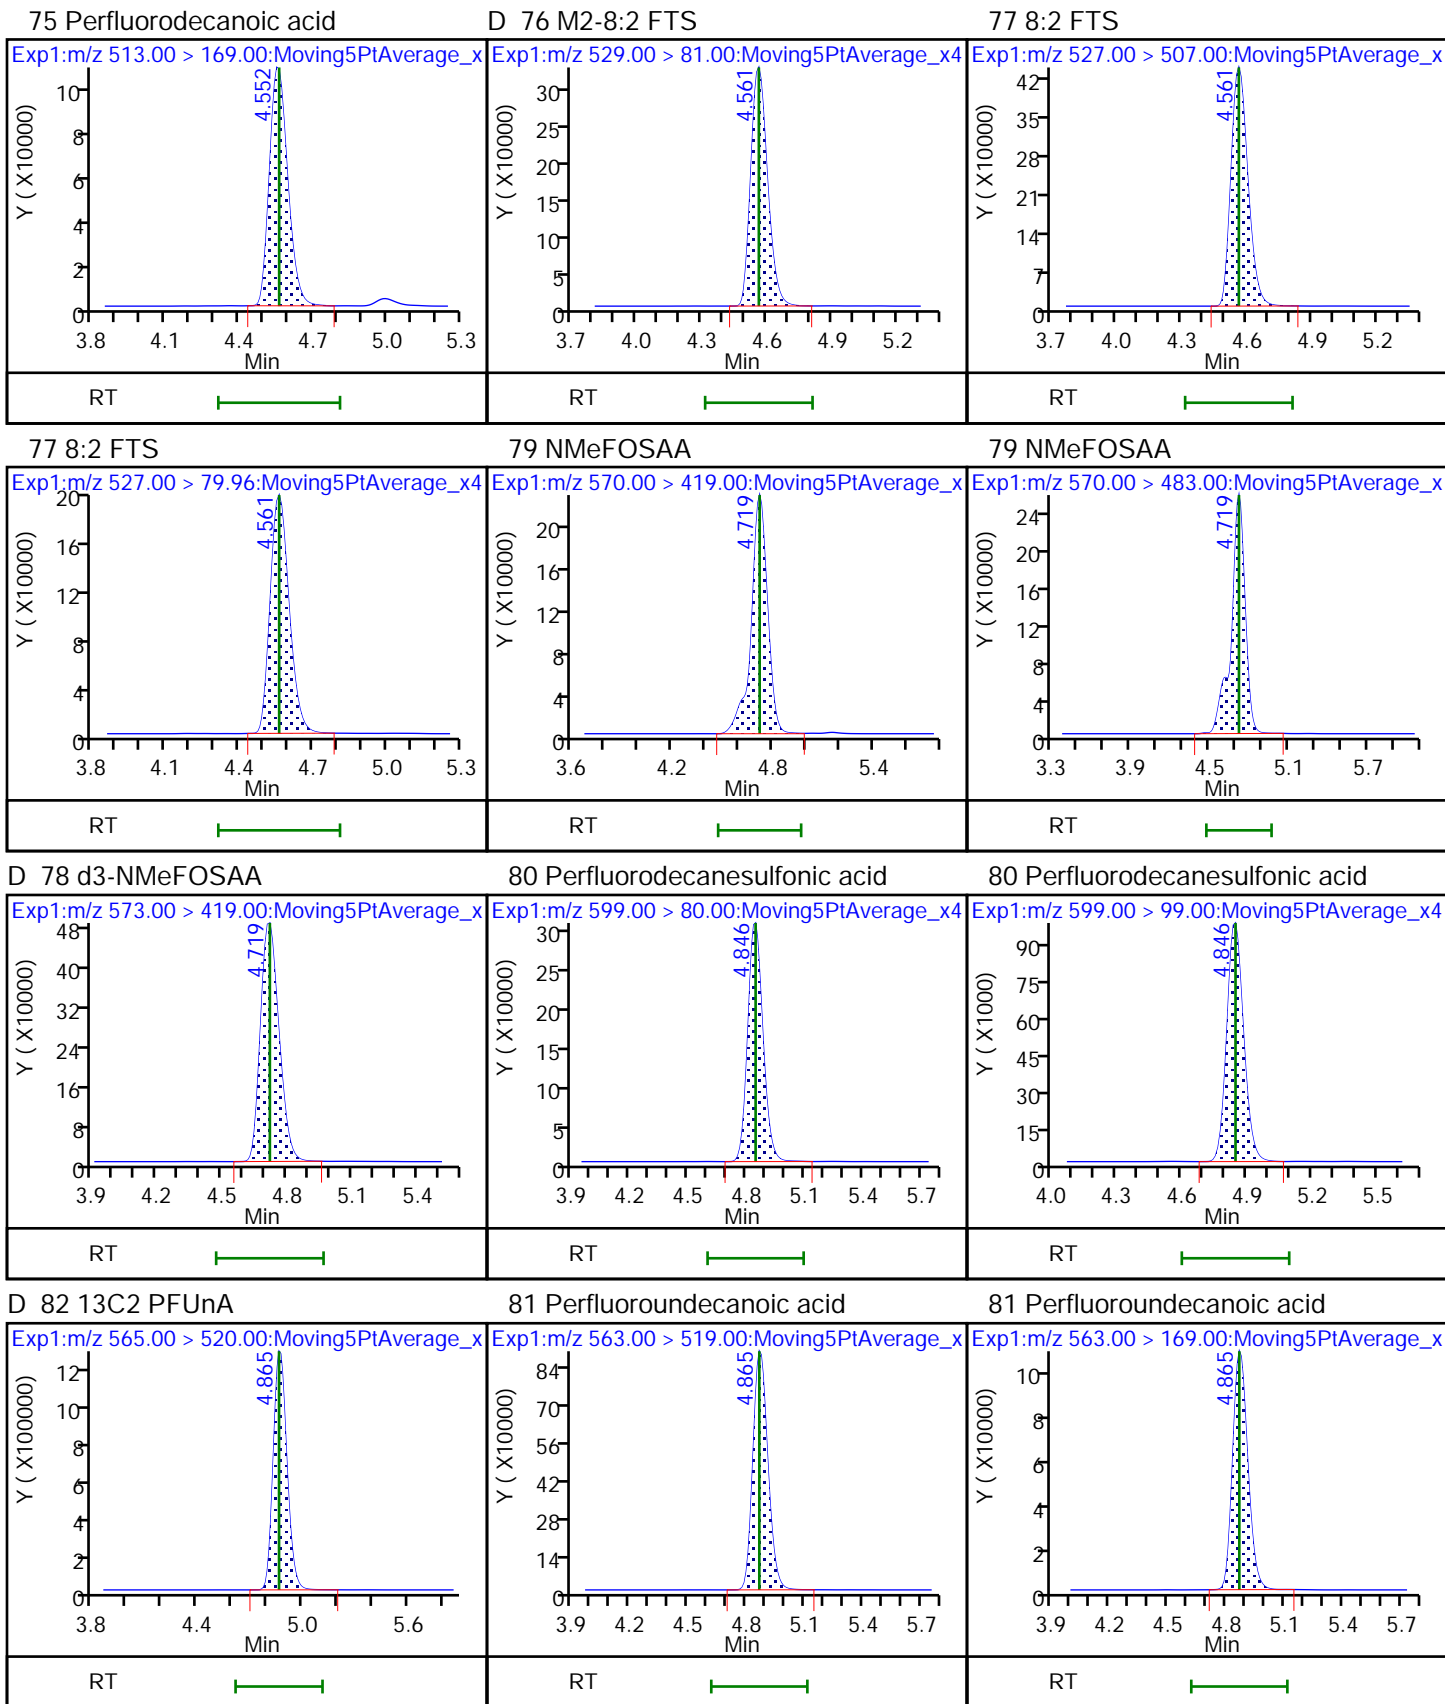 75 Perfluorodecanoic acid
Exp1:m/z 513.00 > 169.00:Moving5PtAverage_x
4.552
Y ( X10000)
10
8
6
4
2
0
3.8 4.1 4.4 4.7 5.0 5.3
Min
RT
D 76 M2-8:2 FTS
Exp1:m/z 529.00 > 81.00:Moving5PtAverage_x4
4.561
Y ( X10000)
30
25
20
15
10
5
0
3.7 4.0 4.3 4.6 4.9 5.2
Min
RT
77 8:2 FTS
Exp1:m/z 527.00 > 507.00:Moving5PtAverage_x
4.561
Y ( X10000)
42
35
28
21
14
7
0
3.7 4.0 4.3 4.6 4.9 5.2
Min
RT
77 8:2 FTS
Exp1:m/z 527.00 > 79.96:Moving5PtAverage_x4
4.561
Y ( X10000)
20
16
12
8
4
0
3.8 4.1 4.4 4.7 5.0 5.3
Min
RT
79 NMeFOSAA
Exp1:m/z 570.00 > 419.00:Moving5PtAverage_x
4.719
Y ( X10000)
20
16
12
8
4
0
3.6 4.2 4.8 5.4
Min
RT
79 NMeFOSAA
Exp1:m/z 570.00 > 483.00:Moving5PtAverage_x
4.719
Y ( X10000)
24
20
16
12
8
4
0
3.3 3.9 4.5 5.1 5.7
Min
RT
D 78 d3-NMeFOSAA
Exp1:m/z 573.00 > 419.00:Moving5PtAverage_x
4.719
Y ( X10000)
48
40
32
24
16
8
0
3.9 4.2 4.5 4.8 5.1 5.4
Min
RT
80 Perfluorodecanesulfonic acid
Exp1:m/z 599.00 > 80.00:Moving5PtAverage_x4
4.846
Y ( X10000)
30
25
20
15
10
5
0
3.9 4.2 4.5 4.8 5.1 5.4 5.7
Min
RT
80 Perfluorodecanesulfonic acid
Exp1:m/z 599.00 > 99.00:Moving5PtAverage_x4
4.846
Y ( X1000)
90
75
60
45
30
15
0
4.0 4.3 4.6 4.9 5.2 5.5
Min
RT
D 82 13C2 PFUnA
Exp1:m/z 565.00 > 520.00:Moving5PtAverage_x
4.865
Y ( X100000)
12
10
8
6
4
2
0
3.8 4.4 5.0 5.6
Min
RT
81 Perfluoroundecanoic acid
Exp1:m/z 563.00 > 519.00:Moving5PtAverage_x
4.865
Y ( X10000)
84
70
56
42
28
14
0
3.9 4.2 4.5 4.8 5.1 5.4 5.7
Min
RT
81 Perfluoroundecanoic acid
Exp1:m/z 563.00 > 169.00:Moving5PtAverage_x
4.865
Y ( X10000)
10
8
6
4
2
0
3.9 4.2 4.5 4.8 5.1 5.4 5.7
Min
RT